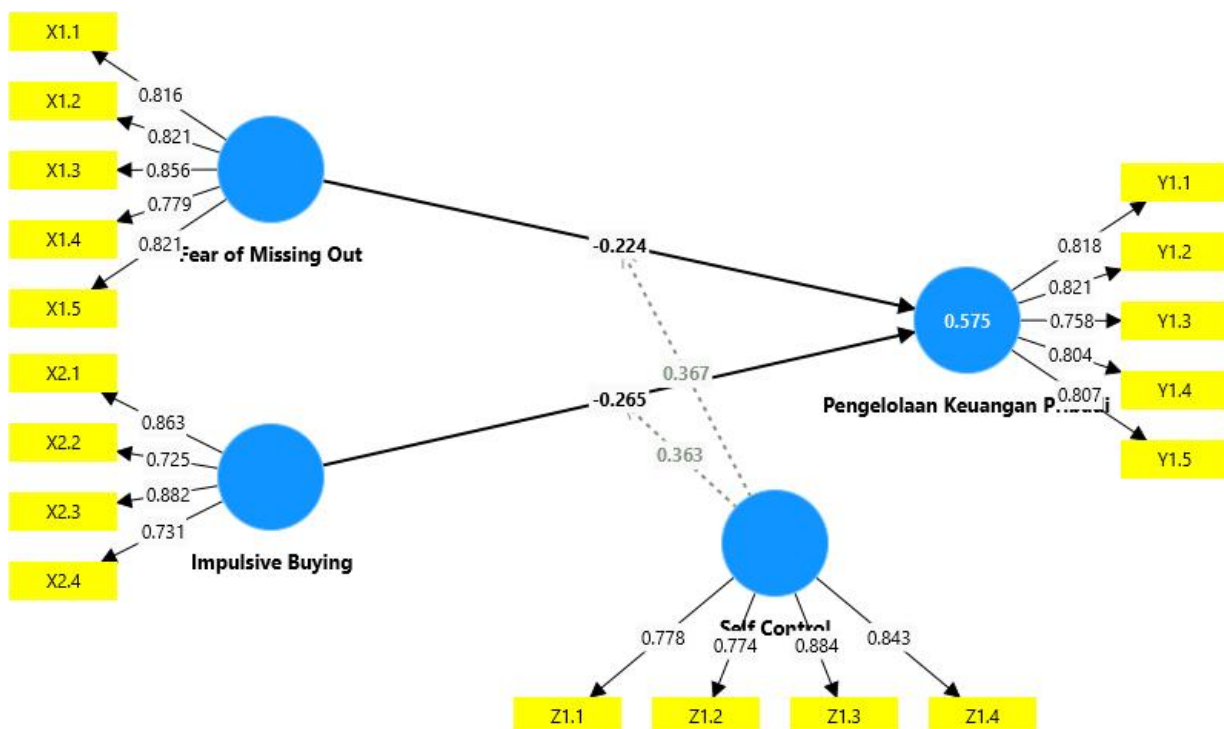 X1.1
0.816
X1.2
0.821
X1.3
0.856
X1.4
0.779
X1.5
0.821
Fear of Missing Out
X2.1
0.863
X2.2
0.725
X2.3
0.882
X2.4
0.731
Impulsive Buying
-0.224
-0.265
0.367
0.363
0.575
Pengelolaan Keuangan Pribadi
Y1.1
0.818
Y1.2
0.821
Y1.3
0.758
Y1.4
0.804
Y1.5
0.807
Self Control
0.778
0.774
0.884
0.843
Z1.1
Z1.2
Z1.3
Z1.4